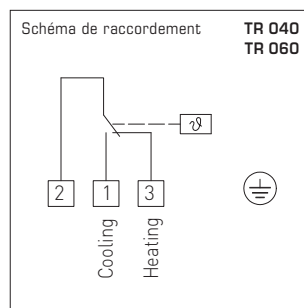 Schéma de raccordement TR 040
TR 060
ϑ
2 1 3
Cooling
Heating